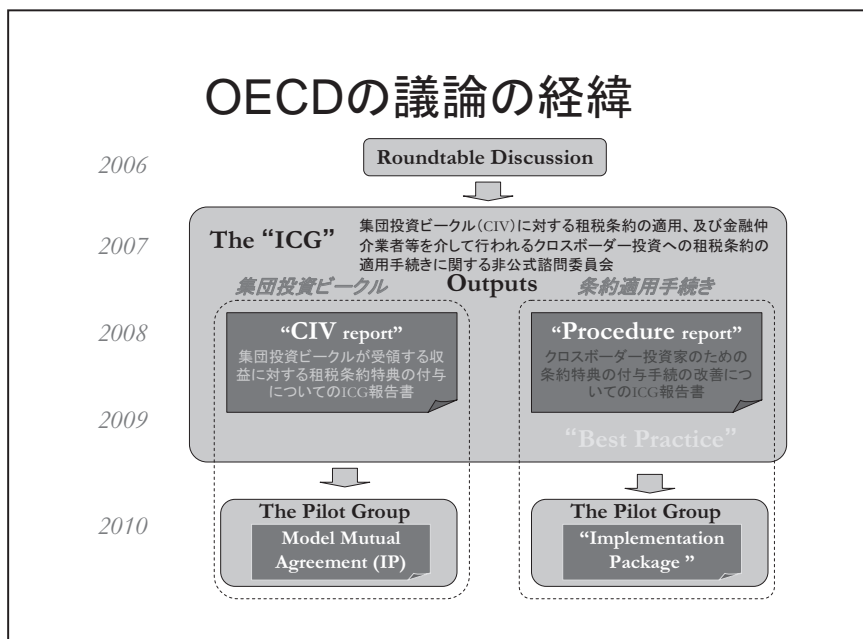 OECDの議論の経緯
2006
Roundtable Discussion
2007
The “ICG”
集団投資ビークル(CIV)に対する租税条約の適用、及び金融仲
介業者等を介して行われるクロスボーダー投資への租税条約の
適用手続きに関する非公式諮問委員会
集団投資ビークル
Outputs
条約適用手続き
2008
“CIV report”
集団投資ビークルが受領する収
益に対する租税条約特典の付与
についてのICG報告書
“Procedure report”
クロスボーダー投資家のための
条約特典の付与手続の改善につ
いてのICG報告書
2009
“Best Practice”
2010
The Pilot Group
Model Mutual
Agreement (IP)
The Pilot Group
“Implementation
Package ”